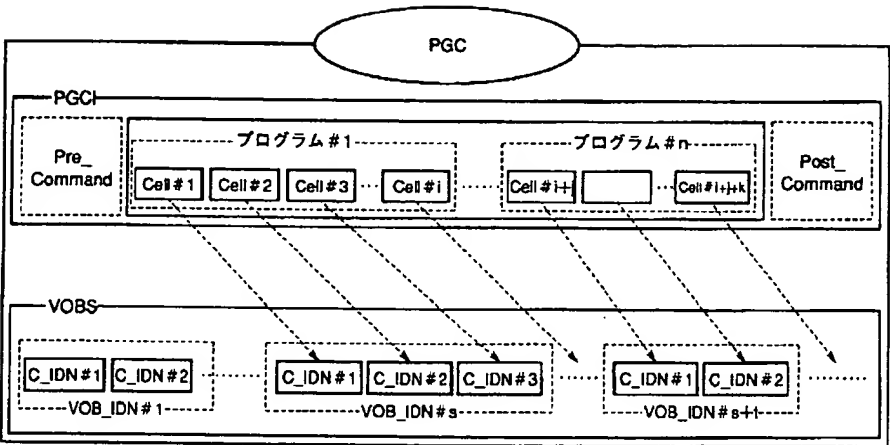 PGC
PGCI
Pre_
Command
プログラム #1
Cell #1 Cell #2 Cell #3 Cell #i
プログラム #n
Cell #i+j Cell #i+j+k
Post_
Command
VOBS
C_IDN #1 C_IDN #2
VOB_IDN #1
C_IDN #1 C_IDN #2 C_IDN #3
VOB_IDN #s
C_IDN #1 C_IDN #2
VOB_IDN #s+t